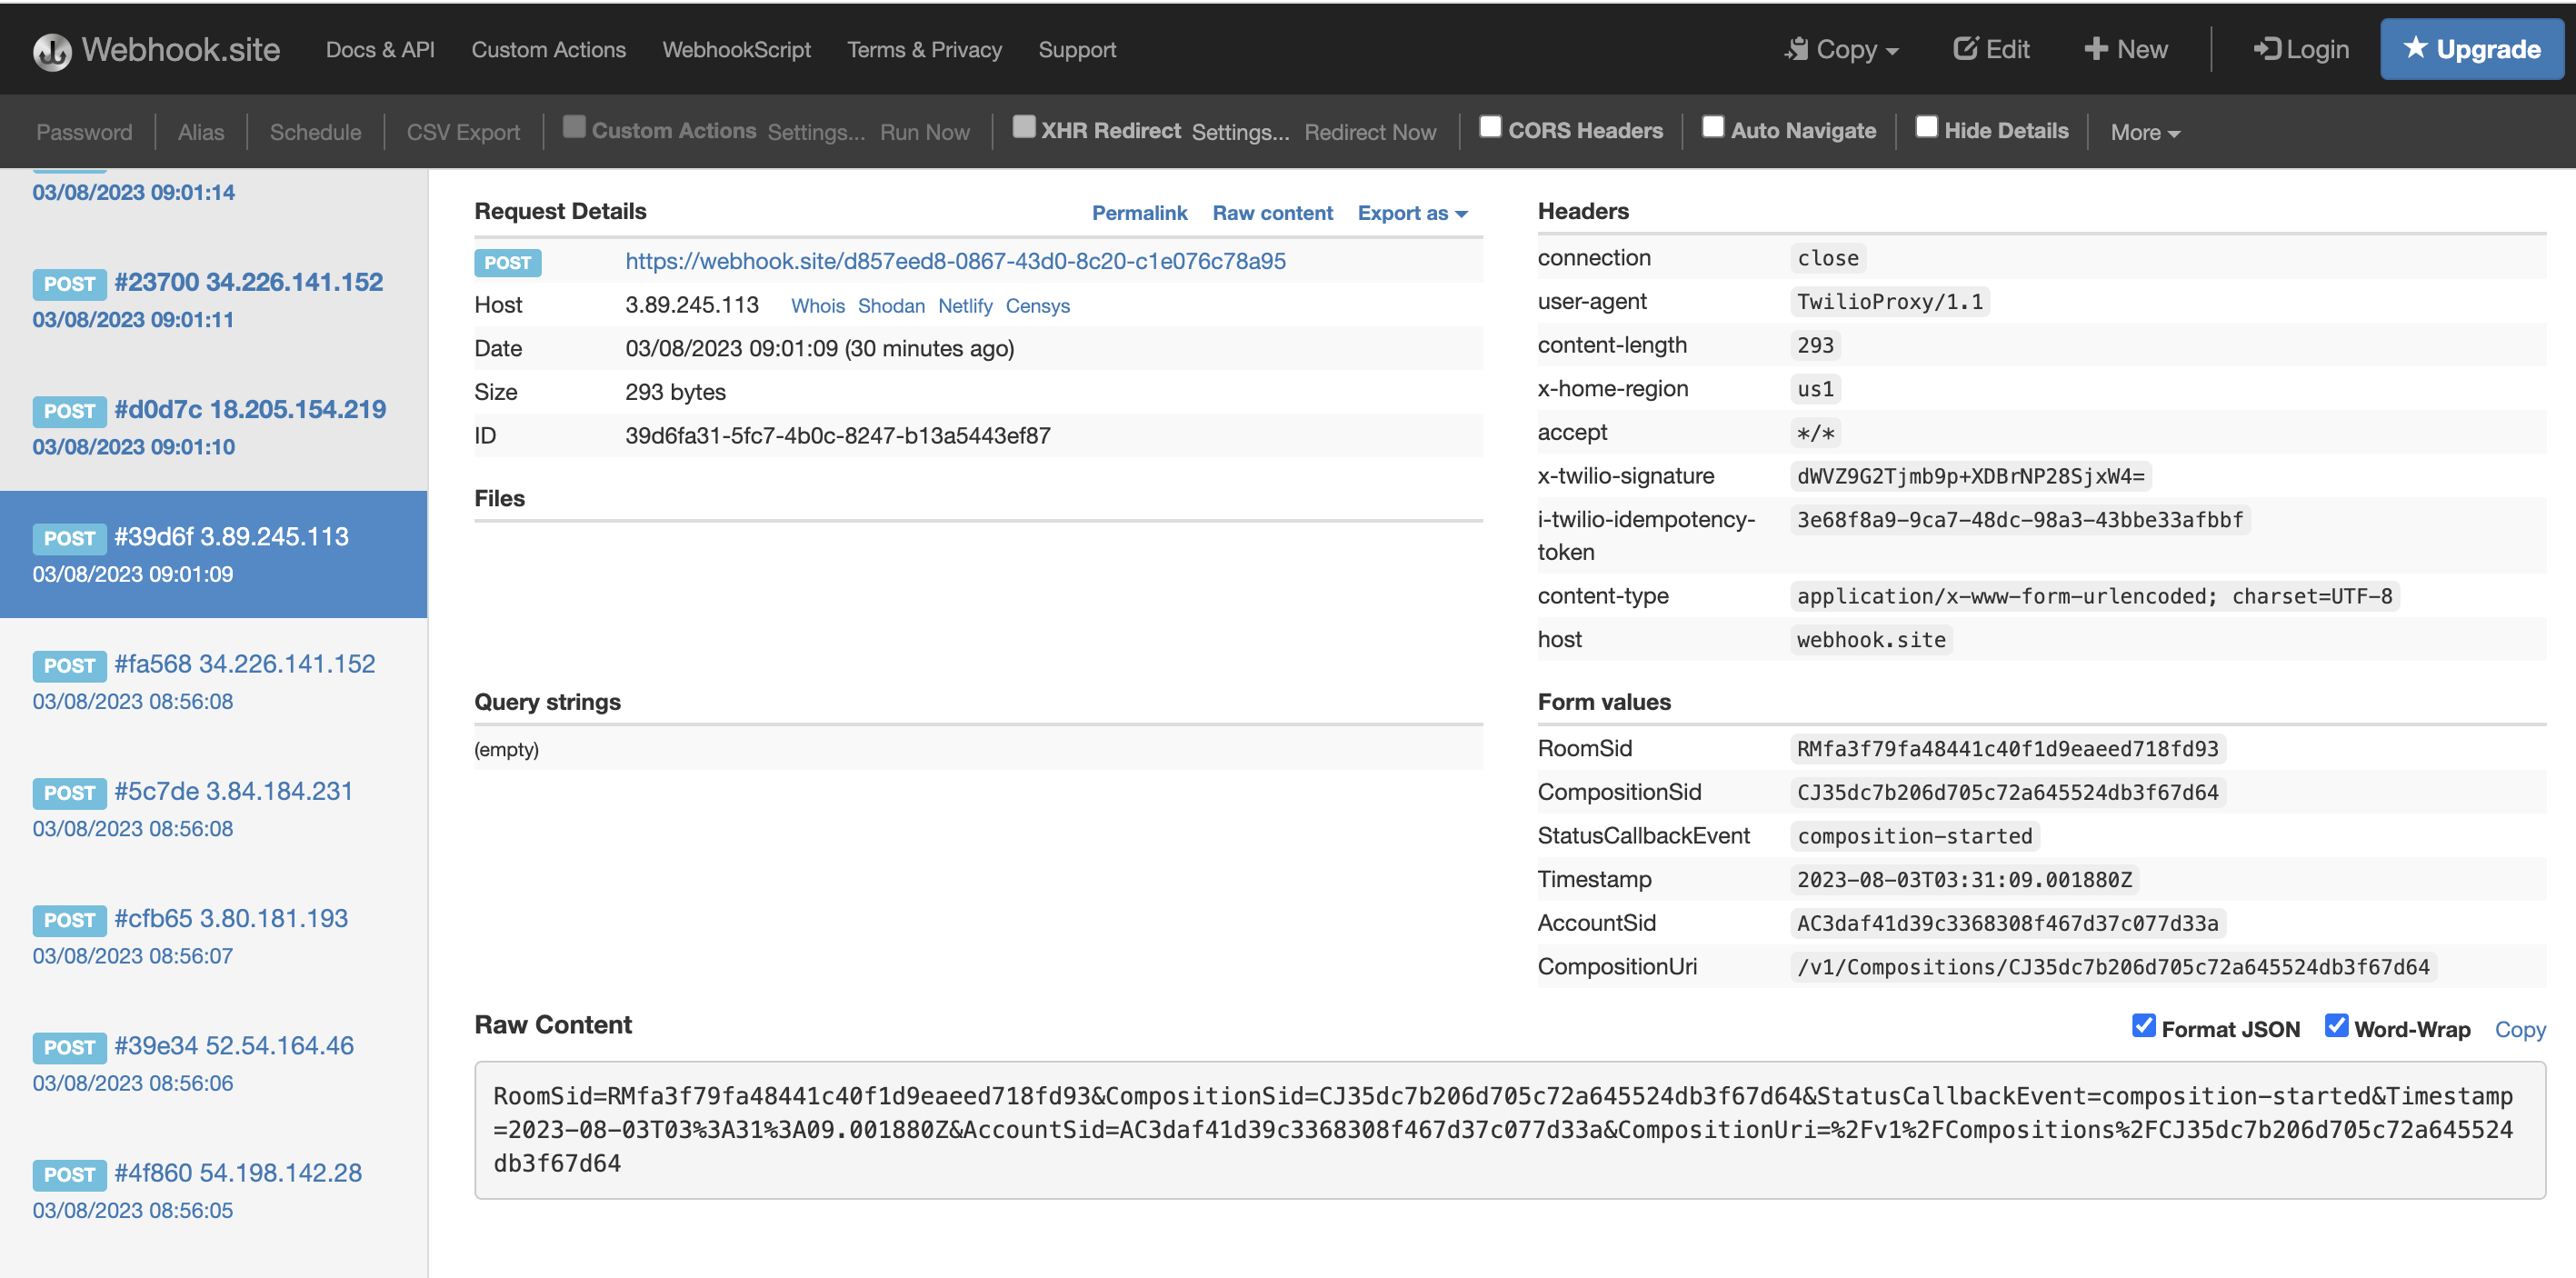 Webhook.site Docs & API Custom Actions WebhookScript Terms & Privacy Support Copy Edit New Login Upgrade
Password Alias Schedule CSV Export Custom Actions Settings... Run Now XHR Redirect Settings... Redirect Now CORS Headers Auto Navigate Hide Details More
03/08/2023 09:01:14
POST #23700 34.226.141.152
03/08/2023 09:01:11
POST #d0d7c 18.205.154.219
03/08/2023 09:01:10
POST #39d6f 3.89.245.113
03/08/2023 09:01:09
POST #fa568 34.226.141.152
03/08/2023 08:56:08
POST #5c7de 3.84.184.231
03/08/2023 08:56:08
POST #cfb65 3.80.181.193
03/08/2023 08:56:07
POST #39e34 52.54.164.46
03/08/2023 08:56:06
POST #4f860 54.198.142.28
03/08/2023 08:56:05
Request Details Permalink Raw content Export as
POST https://webhook.site/d857eed8-0867-43d0-8c20-c1e076c78a95
Host 3.89.245.113 Whois Shodan Netlify Censys
Date 03/08/2023 09:01:09 (30 minutes ago)
Size 293 bytes
ID 39d6fa31-5fc7-4b0c-8247-b13a5443ef87
Files
Query strings
(empty)
Headers
connection close
user-agent TwilioProxy/1.1
content-length 293
x-home-region us1
accept */*
x-twilio-signature dWVZ9G2Tjmb9p+XDBrNP28SjxW4=
i-twilio-idempotency- 3e68f8a9-9ca7-48dc-98a3-43bbe33afbbf
token
content-type application/x-www-form-urlencoded; charset=UTF-8
host webhook.site
Form values
RoomSid RMfa3f79fa48441c40f1d9eaeed718fd93
CompositionSid CJ35dc7b206d705c72a645524db3f67d64
StatusCallbackEvent composition-started
Timestamp 2023-08-03T03:31:09.001880Z
AccountSid AC3daf41d39c3368308f467d37c077d33a
CompositionUri /v1/Compositions/CJ35dc7b206d705c72a645524db3f67d64
Raw Content Format JSON Word-Wrap Copy
RoomSid=RMfa3f79fa48441c40f1d9eaeed718fd93&CompositionSid=CJ35dc7b206d705c72a645524db3f67d64&StatusCallbackEvent=composition-started&Timestamp
=2023-08-03T03%3A31%3A09.001880Z&AccountSid=AC3daf41d39c3368308f467d37c077d33a&CompositionUri=%2Fv1%2FCompositions%2FCJ35dc7b206d705c72a645524
db3f67d64